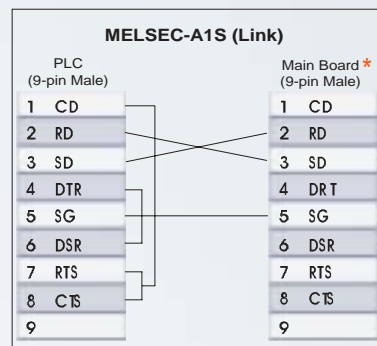 MELSEC-A1S (Link)
PLC
(9-pin Male)
1 CD
2 RD
3 SD
4 DTR
5 SG
6 DSR
7 RTS
8 CTS
9
Main Board *
(9-pin Male)
1 CD
2 RD
3 SD
4 DRT
5 SG
6 DSR
7 RTS
8 CTS
9